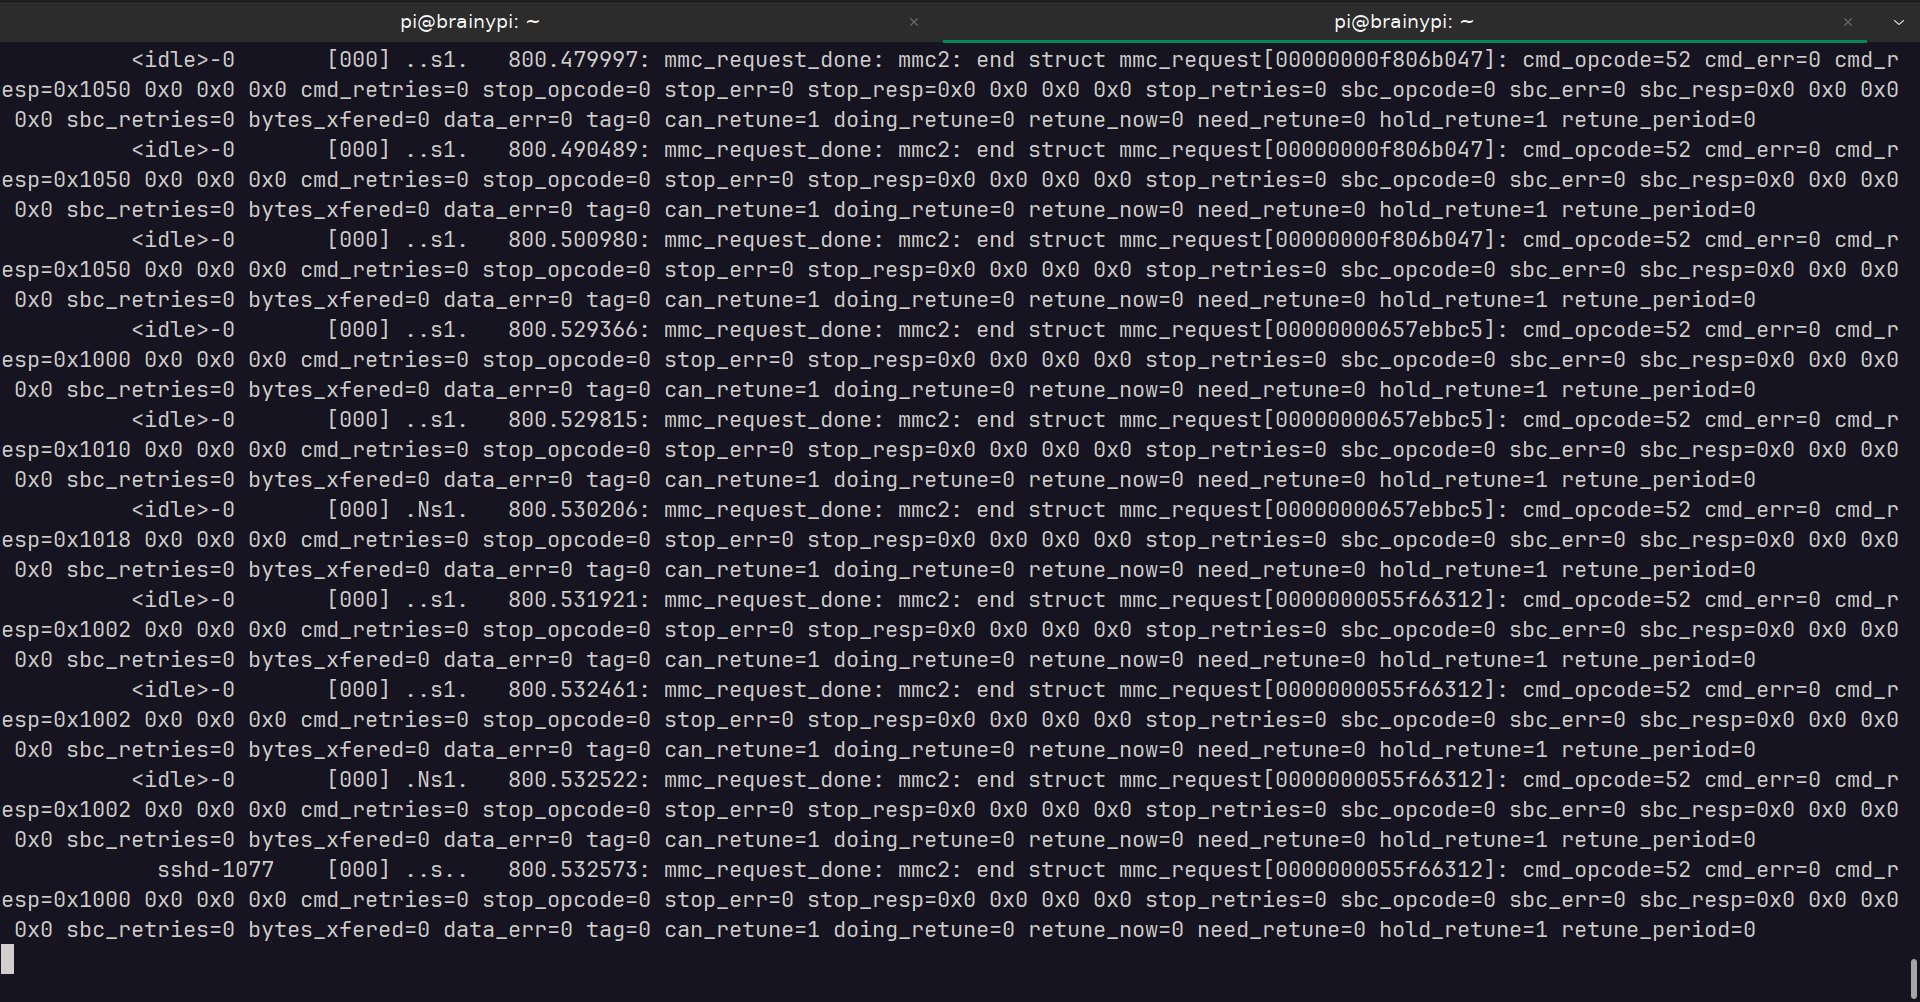 pi@brainypi: ~ × pi@brainypi: ~ ×
<idle>-0 [000] ..s1. 800.479997: mmc_request_done: mmc2: end struct mmc_request[00000000f806b047]: cmd_opcode=52 cmd_err=0 cmd_r
esp=0x1050 0x0 0x0 0x0 cmd_retries=0 stop_opcode=0 stop_err=0 stop_resp=0x0 0x0 0x0 0x0 stop_retries=0 sbc_opcode=0 sbc_err=0 sbc_resp=0x0 0x0 0x0
0x0 sbc_retries=0 bytes_xfered=0 data_err=0 tag=0 can_retune=1 doing_retune=0 retune_now=0 need_retune=0 hold_retune=1 retune_period=0
<idle>-0 [000] ..s1. 800.490489: mmc_request_done: mmc2: end struct mmc_request[00000000f806b047]: cmd_opcode=52 cmd_err=0 cmd_r
esp=0x1050 0x0 0x0 0x0 cmd_retries=0 stop_opcode=0 stop_err=0 stop_resp=0x0 0x0 0x0 0x0 stop_retries=0 sbc_opcode=0 sbc_err=0 sbc_resp=0x0 0x0 0x0
0x0 sbc_retries=0 bytes_xfered=0 data_err=0 tag=0 can_retune=1 doing_retune=0 retune_now=0 need_retune=0 hold_retune=1 retune_period=0
<idle>-0 [000] ..s1. 800.500980: mmc_request_done: mmc2: end struct mmc_request[00000000f806b047]: cmd_opcode=52 cmd_err=0 cmd_r
esp=0x1050 0x0 0x0 0x0 cmd_retries=0 stop_opcode=0 stop_err=0 stop_resp=0x0 0x0 0x0 0x0 stop_retries=0 sbc_opcode=0 sbc_err=0 sbc_resp=0x0 0x0 0x0
0x0 sbc_retries=0 bytes_xfered=0 data_err=0 tag=0 can_retune=1 doing_retune=0 retune_now=0 need_retune=0 hold_retune=1 retune_period=0
<idle>-0 [000] ..s1. 800.529366: mmc_request_done: mmc2: end struct mmc_request[00000000657ebbc5]: cmd_opcode=52 cmd_err=0 cmd_r
esp=0x1000 0x0 0x0 0x0 cmd_retries=0 stop_opcode=0 stop_err=0 stop_resp=0x0 0x0 0x0 0x0 stop_retries=0 sbc_opcode=0 sbc_err=0 sbc_resp=0x0 0x0 0x0
0x0 sbc_retries=0 bytes_xfered=0 data_err=0 tag=0 can_retune=1 doing_retune=0 retune_now=0 need_retune=0 hold_retune=1 retune_period=0
<idle>-0 [000] ..s1. 800.529815: mmc_request_done: mmc2: end struct mmc_request[00000000657ebbc5]: cmd_opcode=52 cmd_err=0 cmd_r
esp=0x1010 0x0 0x0 0x0 cmd_retries=0 stop_opcode=0 stop_err=0 stop_resp=0x0 0x0 0x0 0x0 stop_retries=0 sbc_opcode=0 sbc_err=0 sbc_resp=0x0 0x0 0x0
0x0 sbc_retries=0 bytes_xfered=0 data_err=0 tag=0 can_retune=1 doing_retune=0 retune_now=0 need_retune=0 hold_retune=1 retune_period=0
<idle>-0 [000] .Ns1. 800.530206: mmc_request_done: mmc2: end struct mmc_request[00000000657ebbc5]: cmd_opcode=52 cmd_err=0 cmd_r
esp=0x1018 0x0 0x0 0x0 cmd_retries=0 stop_opcode=0 stop_err=0 stop_resp=0x0 0x0 0x0 0x0 stop_retries=0 sbc_opcode=0 sbc_err=0 sbc_resp=0x0 0x0 0x0
0x0 sbc_retries=0 bytes_xfered=0 data_err=0 tag=0 can_retune=1 doing_retune=0 retune_now=0 need_retune=0 hold_retune=1 retune_period=0
<idle>-0 [000] ..s1. 800.531921: mmc_request_done: mmc2: end struct mmc_request[0000000055f66312]: cmd_opcode=52 cmd_err=0 cmd_r
esp=0x1002 0x0 0x0 0x0 cmd_retries=0 stop_opcode=0 stop_err=0 stop_resp=0x0 0x0 0x0 0x0 stop_retries=0 sbc_opcode=0 sbc_err=0 sbc_resp=0x0 0x0 0x0
0x0 sbc_retries=0 bytes_xfered=0 data_err=0 tag=0 can_retune=1 doing_retune=0 retune_now=0 need_retune=0 hold_retune=1 retune_period=0
<idle>-0 [000] ..s1. 800.532461: mmc_request_done: mmc2: end struct mmc_request[0000000055f66312]: cmd_opcode=52 cmd_err=0 cmd_r
esp=0x1002 0x0 0x0 0x0 cmd_retries=0 stop_opcode=0 stop_err=0 stop_resp=0x0 0x0 0x0 0x0 stop_retries=0 sbc_opcode=0 sbc_err=0 sbc_resp=0x0 0x0 0x0
0x0 sbc_retries=0 bytes_xfered=0 data_err=0 tag=0 can_retune=1 doing_retune=0 retune_now=0 need_retune=0 hold_retune=1 retune_period=0
<idle>-0 [000] .Ns1. 800.532522: mmc_request_done: mmc2: end struct mmc_request[0000000055f66312]: cmd_opcode=52 cmd_err=0 cmd_r
esp=0x1002 0x0 0x0 0x0 cmd_retries=0 stop_opcode=0 stop_err=0 stop_resp=0x0 0x0 0x0 0x0 stop_retries=0 sbc_opcode=0 sbc_err=0 sbc_resp=0x0 0x0 0x0
0x0 sbc_retries=0 bytes_xfered=0 data_err=0 tag=0 can_retune=1 doing_retune=0 retune_now=0 need_retune=0 hold_retune=1 retune_period=0
sshd-1077 [000] ..s.. 800.532573: mmc_request_done: mmc2: end struct mmc_request[0000000055f66312]: cmd_opcode=52 cmd_err=0 cmd_r
esp=0x1000 0x0 0x0 0x0 cmd_retries=0 stop_opcode=0 stop_err=0 stop_resp=0x0 0x0 0x0 0x0 stop_retries=0 sbc_opcode=0 sbc_err=0 sbc_resp=0x0 0x0 0x0
0x0 sbc_retries=0 bytes_xfered=0 data_err=0 tag=0 can_retune=1 doing_retune=0 retune_now=0 need_retune=0 hold_retune=1 retune_period=0